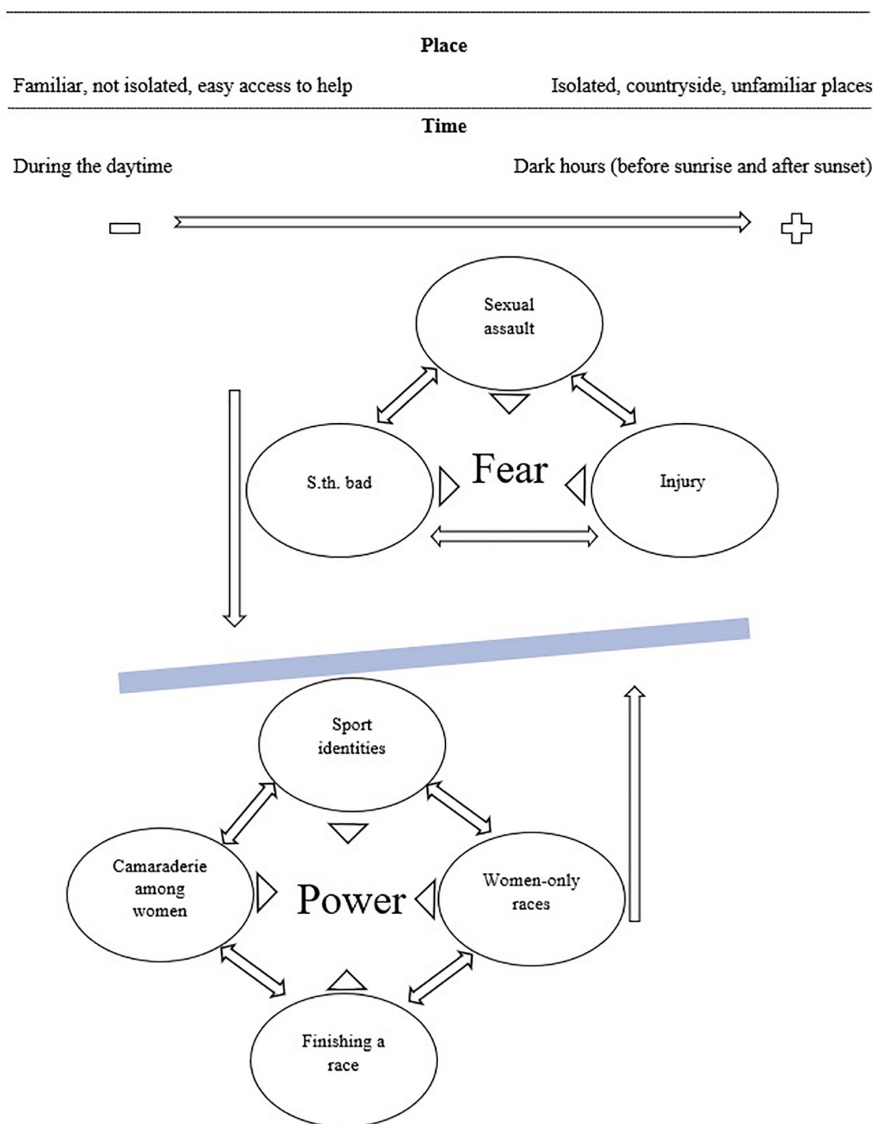 Place
Familiar, not isolated, easy access to help
Isolated, countryside, unfamiliar places
Time
During the daytime
Dark hours (before sunrise and after sunset)
Sexual
assault
S.th. bad
Fear
Injury
Sport
identities
Camaraderie
among
women
Power
Women-only
races
Finishing a
race